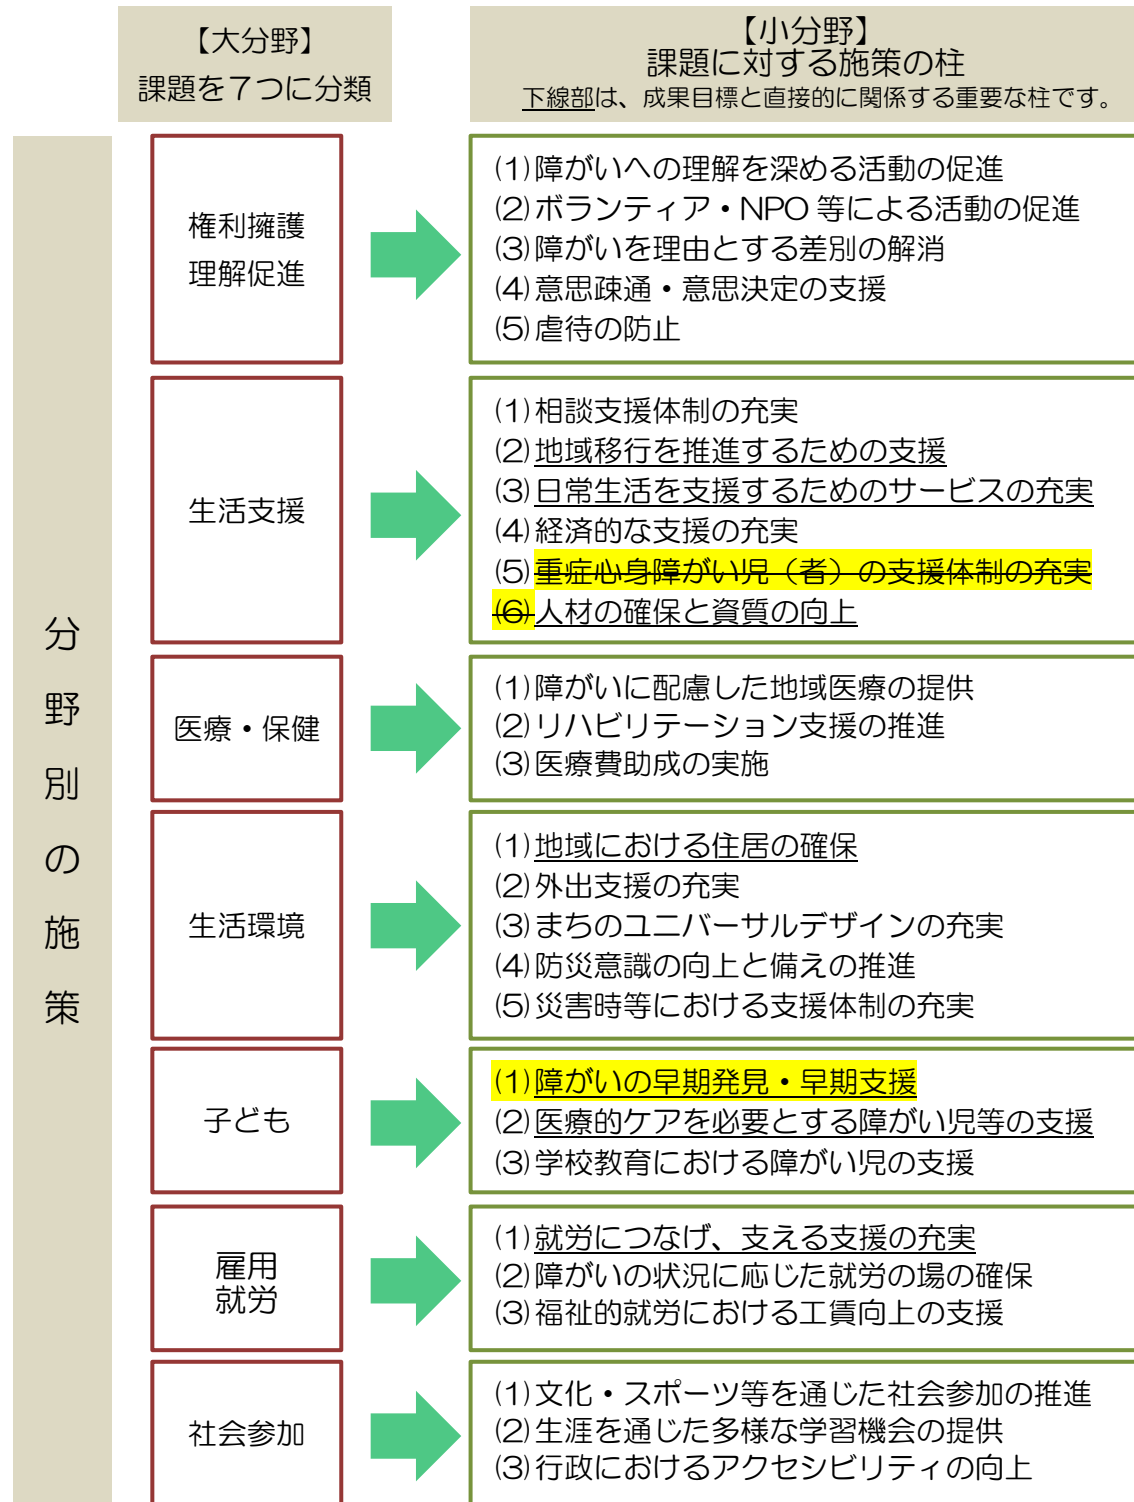 【大分野】
課題を７つに分類
【小分野】
課題に対する施策の柱
下線部は、成果目標と直接的に関係する重要な柱です。
分野別の施策
権利擁護
理解促進
(1)障がいへの理解を深める活動の促進
(2)ボランティア・NPO 等による活動の促進
(3)障がいを理由とする差別の解消
(4)意思疎通・意思決定の支援
(5)虐待の防止
生活支援
(1)相談支援体制の充実
(2)地域移行を推進するための支援
(3)日常生活を支援するためのサービスの充実
(4)経済的な支援の充実
(5)重症心身障がい児（者）の支援体制の充実
(6)人材の確保と資質の向上
医療・保健
(1)障がいに配慮した地域医療の提供
(2)リハビリテーション支援の推進
(3)医療費助成の実施
生活環境
(1)地域における住居の確保
(2)外出支援の充実
(3)まちのユニバーサルデザインの充実
(4)防災意識の向上と備えの推進
(5)災害時等における支援体制の充実
子ども
(1)障がいの早期発見・早期支援
(2)医療的ケアを必要とする障がい児等の支援
(3)学校教育における障がい児の支援
雇用
就労
(1)就労につなげ、支える支援の充実
(2)障がいの状況に応じた就労の場の確保
(3)福祉的就労における工賃向上の支援
社会参加
(1)文化・スポーツ等を通じた社会参加の推進
(2)生涯を通じた多様な学習機会の提供
(3)行政におけるアクセシビリティの向上